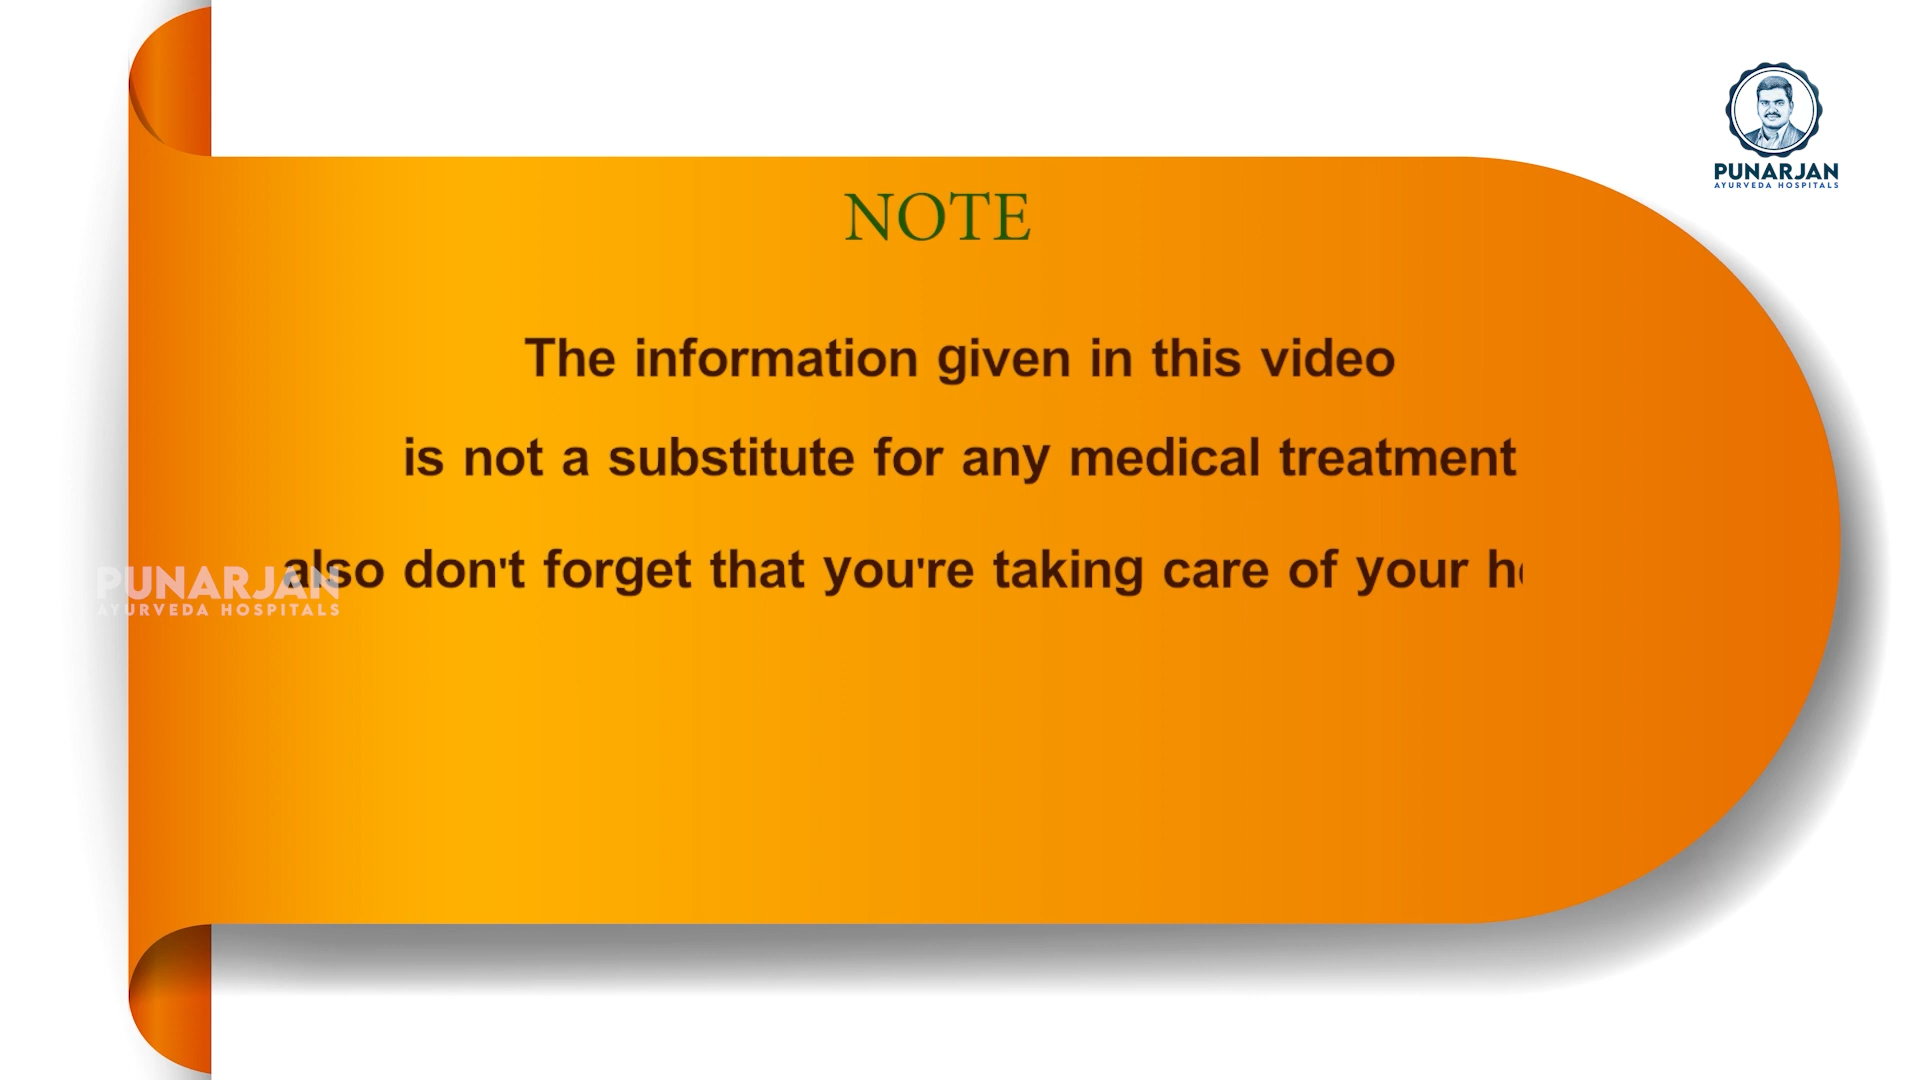 PUNARJAN
AYURVEDA HOSPITALS
NOTE
The information given in this video
is not a substitute for any medical treatment
also don't forget that you're taking care of your
PUNARJAN
AYURVEDA HOSPITALS